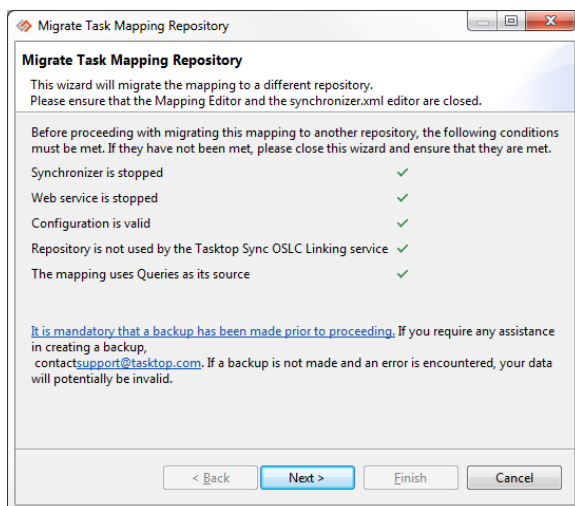 Migrate Task Mapping Repository
Migrate Task Mapping Repository
This wizard will migrate the mapping to a different repository.
Please ensure that the Mapping Editor and the synchronizer.xml editor are closed.
Before proceeding with migrating this mapping to another repository, the following conditions
must be met. If they have not been met, please close this wizard and ensure that they are met.
Synchronizer is stopped
Web service is stopped
Configuration is valid
Repository is not used by the Tasktop Sync OSLC Linking service
The mapping uses Queries as its source
It is mandatory that a backup has been made prior to proceeding. If you require any assistance
in creating a backup,
contactsupport@tasktop.com. If a backup is not made and an error is encountered, your data
will potentially be invalid.
< Back
Next >
Finish
Cancel